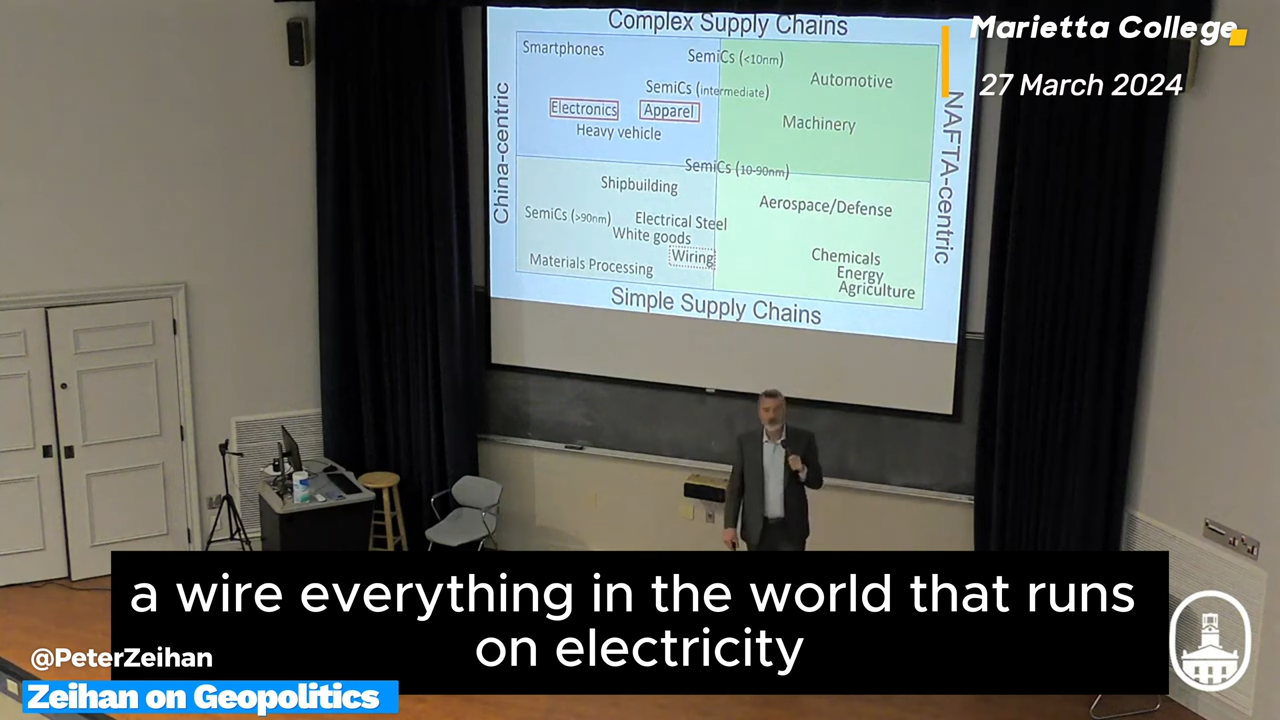 Complex Supply Chains
Marietta College
27 March 2024
Smartphones
SemiCs (<10nm)
Automotive
SemiCs (intermediate)
Electronics
Apparel
Heavy vehicle
Machinery
China-centric
NAFTA-centric
SemiCs (10-90nm)
Shipbuilding
Aerospace/Defense
SemiCs (>90nm)
Electrical Steel
White goods
Wiring
Materials Processing
Chemicals
Energy
Agriculture
Simple Supply Chains
a wire everything in the world that runs
on electricity
@PeterZeihan
Zeihan on Geopolitics